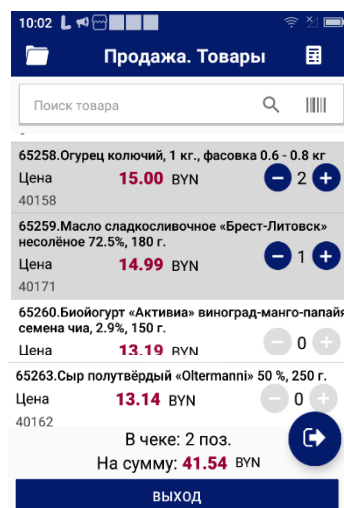 10:02
Продажа. Товары
Поиск товара
65258.Огурец колючий, 1 кг., фасовка 0.6 - 0.8 кг
Цена 15.00 BYN 2
40158
65259.Масло сладкосливочное «Брест-Литовск»
несолёное 72.5%, 180 г.
Цена 14.99 BYN 1
40171
65260.Биойогурт «Активиа» виноград-манго-папайя
семена чиа, 2.9%, 150 г.
Цена 13.19 BYN 0
65263.Сыр полутвёрдый «Oltermanni» 50 %, 250 г.
Цена 13.14 BYN 0
40162
В чеке: 2 поз.
На сумму: 41.54 BYN
ВЫХОД